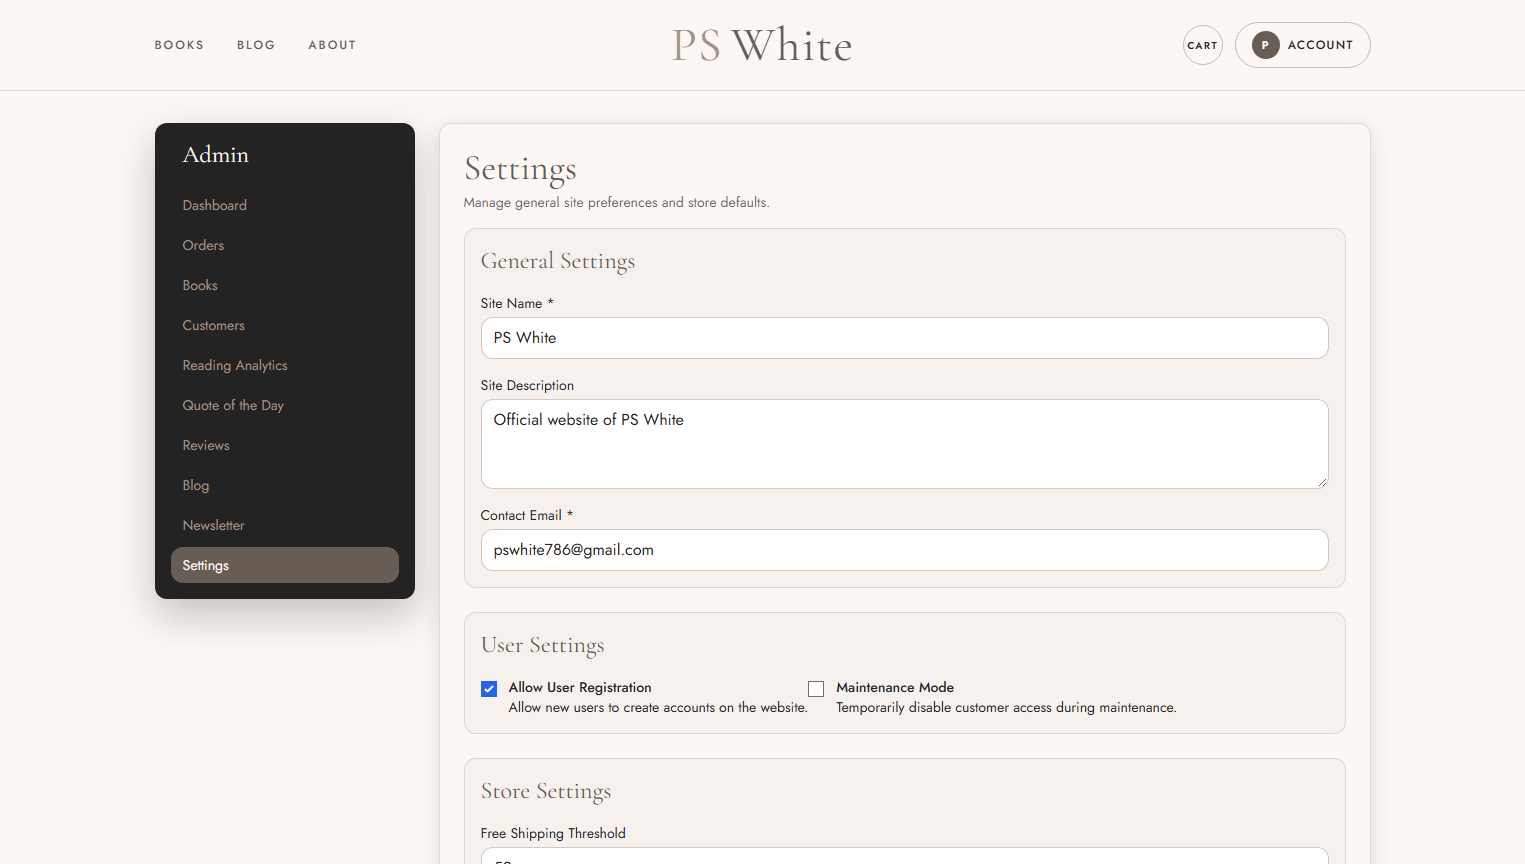 BOOKS
BLOG
ABOUT
PS White
CART
P
ACCOUNT
Admin
Dashboard
Orders
Books
Customers
Reading Analytics
Quote of the Day
Reviews
Blog
Newsletter
Settings
Settings
Manage general site preferences and store defaults.
General Settings
Site Name *
PS White
Site Description
Official website of PS White
Contact Email *
pswhite786@gmail.com
User Settings
Allow User Registration
Allow new users to create accounts on the website.
Maintenance Mode
Temporarily disable customer access during maintenance.
Store Settings
Free Shipping Threshold